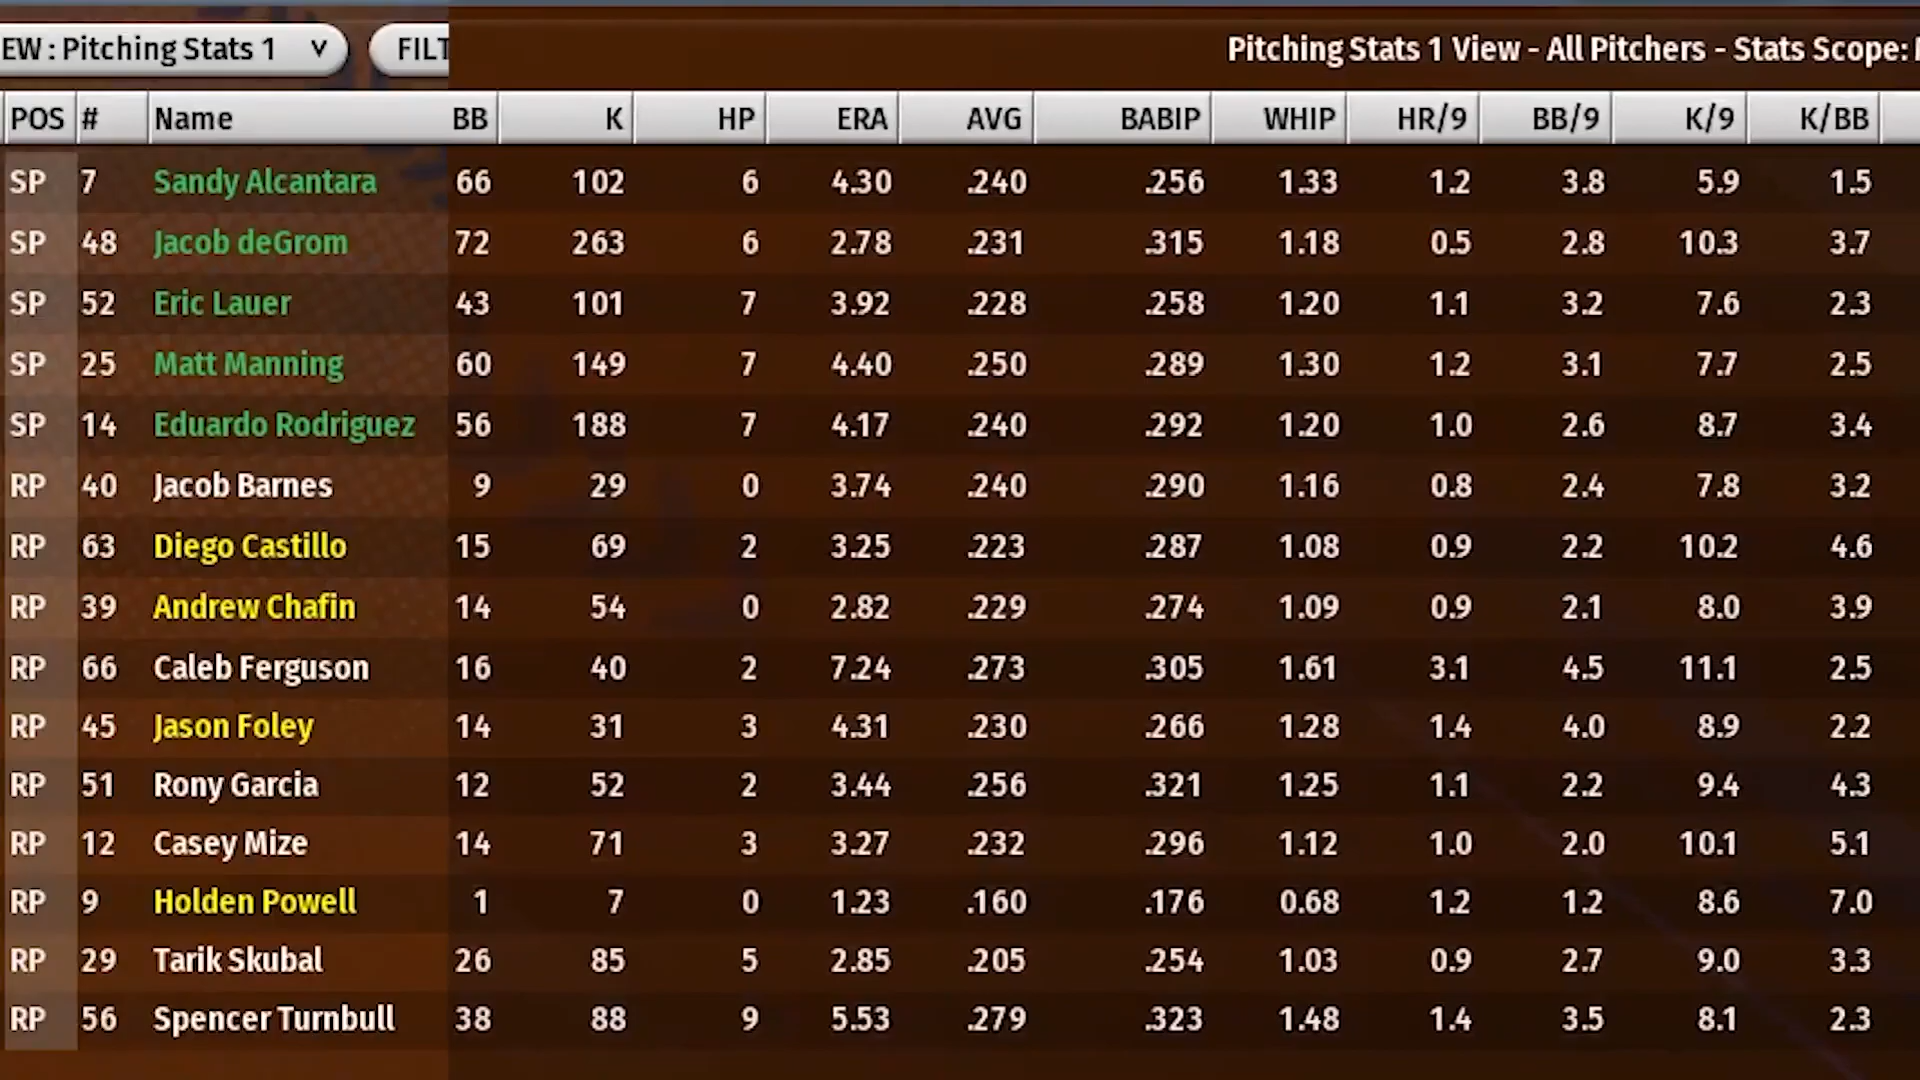 EW : Pitching Stats 1 v FILT Pitching Stats 1 View - All Pitchers - Stats Scope:
POS # Name BB K HP ERA AVG BABIP WHIP HR/9 BB/9 K/9 K/BB
SP 7 Sandy Alcantara 66 102 6 4.30 .240 .256 1.33 1.2 3.8 5.9 1.5
SP 48 Jacob deGrom 72 263 6 2.78 .231 .315 1.18 0.5 2.8 10.3 3.7
SP 52 Eric Lauer 43 101 7 3.92 .228 .258 1.20 1.1 3.2 7.6 2.3
SP 25 Matt Manning 60 149 7 4.40 .250 .289 1.30 1.2 3.1 7.7 2.5
SP 14 Eduardo Rodriguez 56 188 7 4.17 .240 .292 1.20 1.0 2.6 8.7 3.4
RP 40 Jacob Barnes 9 29 0 3.74 .240 .290 1.16 0.8 2.4 7.8 3.2
RP 63 Diego Castillo 15 69 2 3.25 .223 .287 1.08 0.9 2.2 10.2 4.6
RP 39 Andrew Chafin 14 54 0 2.82 .229 .274 1.09 0.9 2.1 8.0 3.9
RP 66 Caleb Ferguson 16 40 2 7.24 .273 .305 1.61 3.1 4.5 11.1 2.5
RP 45 Jason Foley 14 31 3 4.31 .230 .266 1.28 1.4 4.0 8.9 2.2
RP 51 Rony Garcia 12 52 2 3.44 .256 .321 1.25 1.1 2.2 9.4 4.3
RP 12 Casey Mize 14 71 3 3.27 .232 .296 1.12 1.0 2.0 10.1 5.1
RP 9 Holden Powell 1 7 0 1.23 .160 .176 0.68 1.2 1.2 8.6 7.0
RP 29 Tarik Skubal 26 85 5 2.85 .205 .254 1.03 0.9 2.7 9.0 3.3
RP 56 Spencer Turnbull 38 88 9 5.53 .279 .323 1.48 1.4 3.5 8.1 2.3